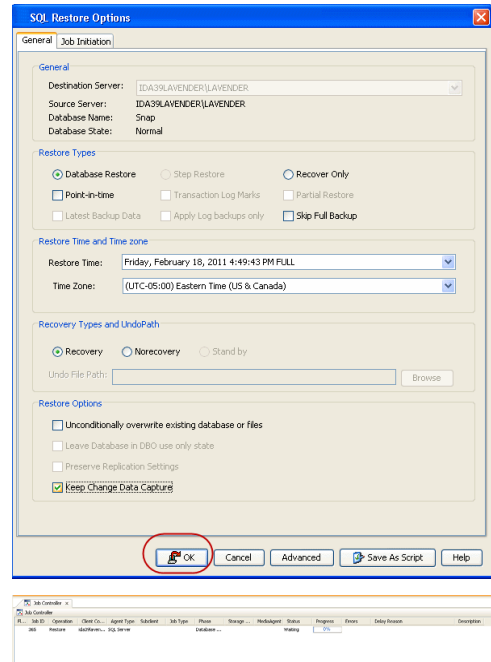 SQL Restore Options
General Job Initiation
General
Destination Server: IDA39LAVENDER\LAVENDER
Source Server: IDA39LAVENDER\LAVENDER
Database Name: Snap
Database State: Normal
Restore Types
Database Restore Step Restore Recover Only
Point-in-time Transaction Log Marks Partial Restore
Latest Backup Data Apply Log backups only Skip Full Backup
Restore Time and Time zone
Restore Time: Friday, February 18, 2011 4:49:43 PM FULL
Time Zone: (UTC-05:00) Eastern Time (US & Canada)
Recovery Types and UndoPath
Recovery Norecovery Stand by
Undo File Path: Browse
Restore Options
Unconditionally overwrite existing database or files
Leave Database in DBO use only state
Preserve Replication Settings
Keep Change Data Capture
OK Cancel Advanced Save As Script Help
Job Controller
Job Controller
Job ID Operation Client Co... Agent Type Subclient Job Type Phase Storage ... MediaAgent Status Progress Errors Delay Reason Description
Restore SQL Server Database ... Waiting 0%